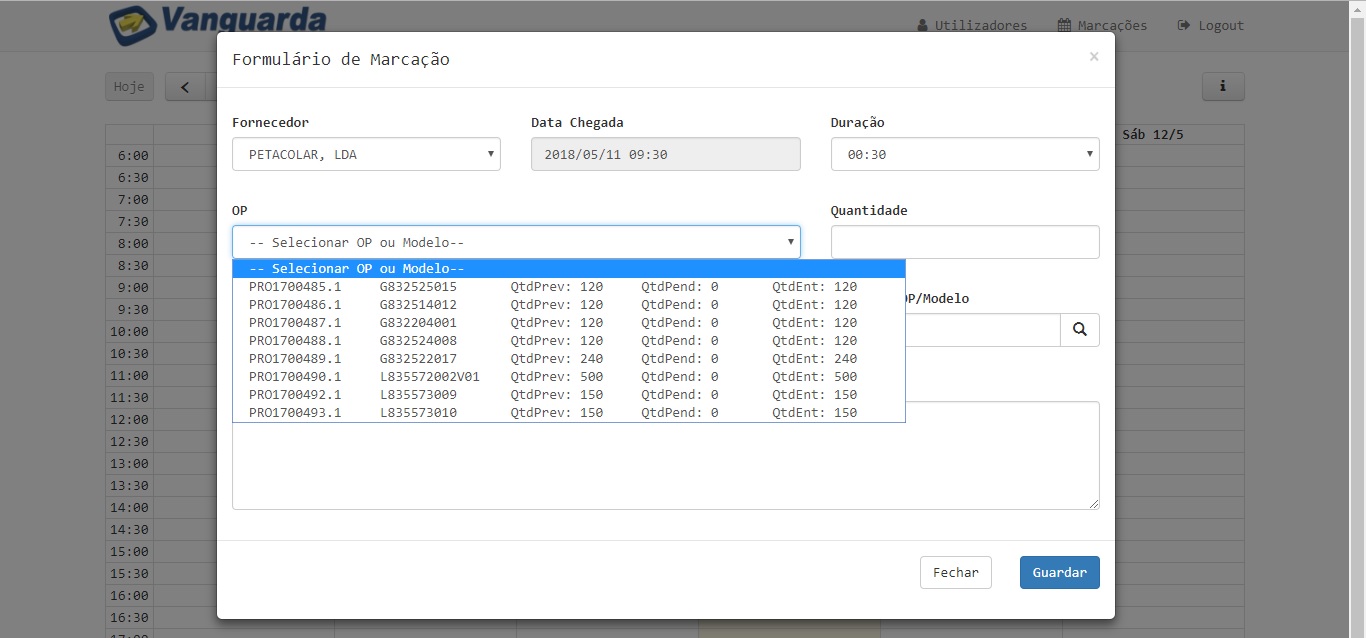 Vanguarda
Utilizadores Marcações Logout
Formulário de Marcação ×
Hoje < i
Fornecedor Data Chegada Duração
PETACOLAR, LDA 2018/05/11 09:30 00:30
Sáb 12/5
OP Quantidade
-- Selecionar OP ou Modelo--
-- Selecionar OP ou Modelo--
PRO1700485.1 G832525015 QtdPrev: 120 QtdPend: 0 QtdEnt: 120
PRO1700486.1 G832514012 QtdPrev: 120 QtdPend: 0 QtdEnt: 120
PRO1700487.1 G832204001 QtdPrev: 120 QtdPend: 0 QtdEnt: 120
PRO1700488.1 G832524008 QtdPrev: 120 QtdPend: 0 QtdEnt: 120
PRO1700489.1 G832522017 QtdPrev: 240 QtdPend: 0 QtdEnt: 240
PRO1700490.1 L835572002V01 QtdPrev: 500 QtdPend: 0 QtdEnt: 500
PRO1700492.1 L835573009 QtdPrev: 150 QtdPend: 0 QtdEnt: 150
PRO1700493.1 L835573010 QtdPrev: 150 QtdPend: 0 QtdEnt: 150
OP/Modelo
Fechar Guardar
6:00
6:30
7:00
7:30
8:00
8:30
9:00
9:30
10:00
10:30
11:00
11:30
12:00
12:30
13:00
13:30
14:00
14:30
15:00
15:30
16:00
16:30
17:00